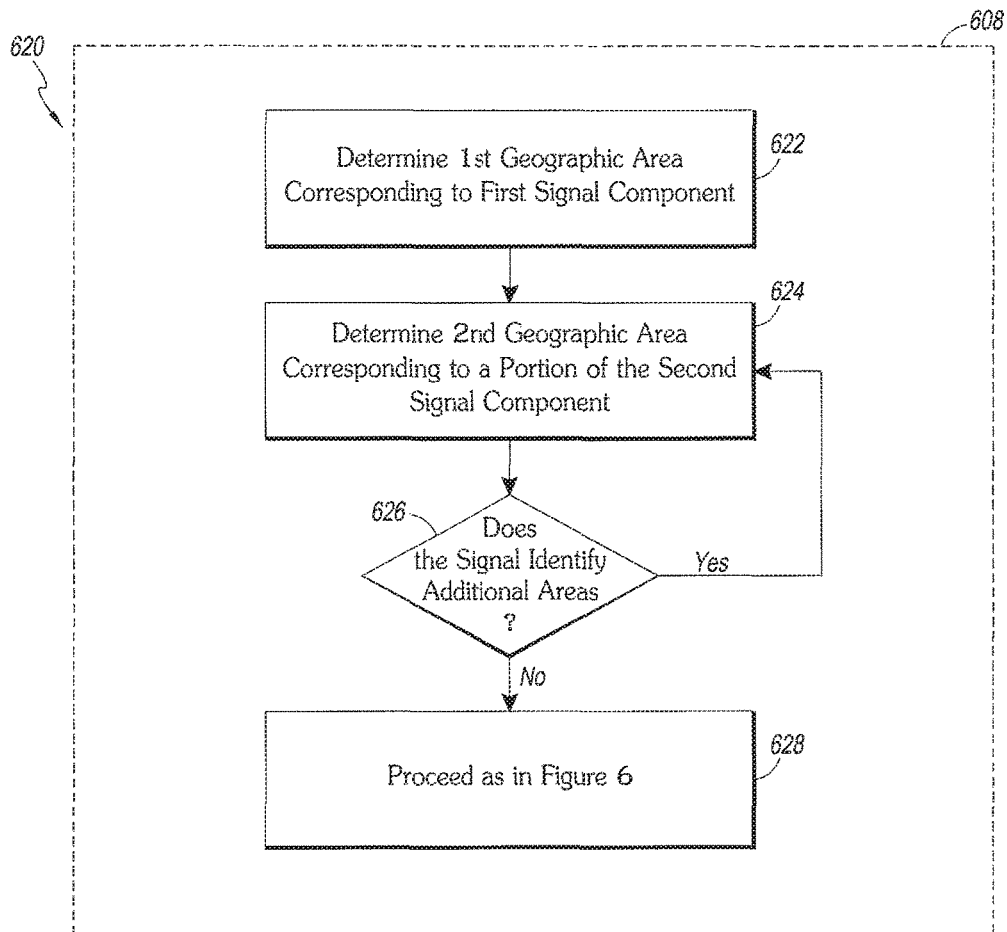 608
620
Determine 1st Geographic Area
Corresponding to First Signal Component
622
Determine 2nd Geographic Area
Corresponding to a Portion of the Second
Signal Component
624
626
Does
the Signal Identify
Additional Areas
?
Yes
No
Proceed as in Figure 6
628